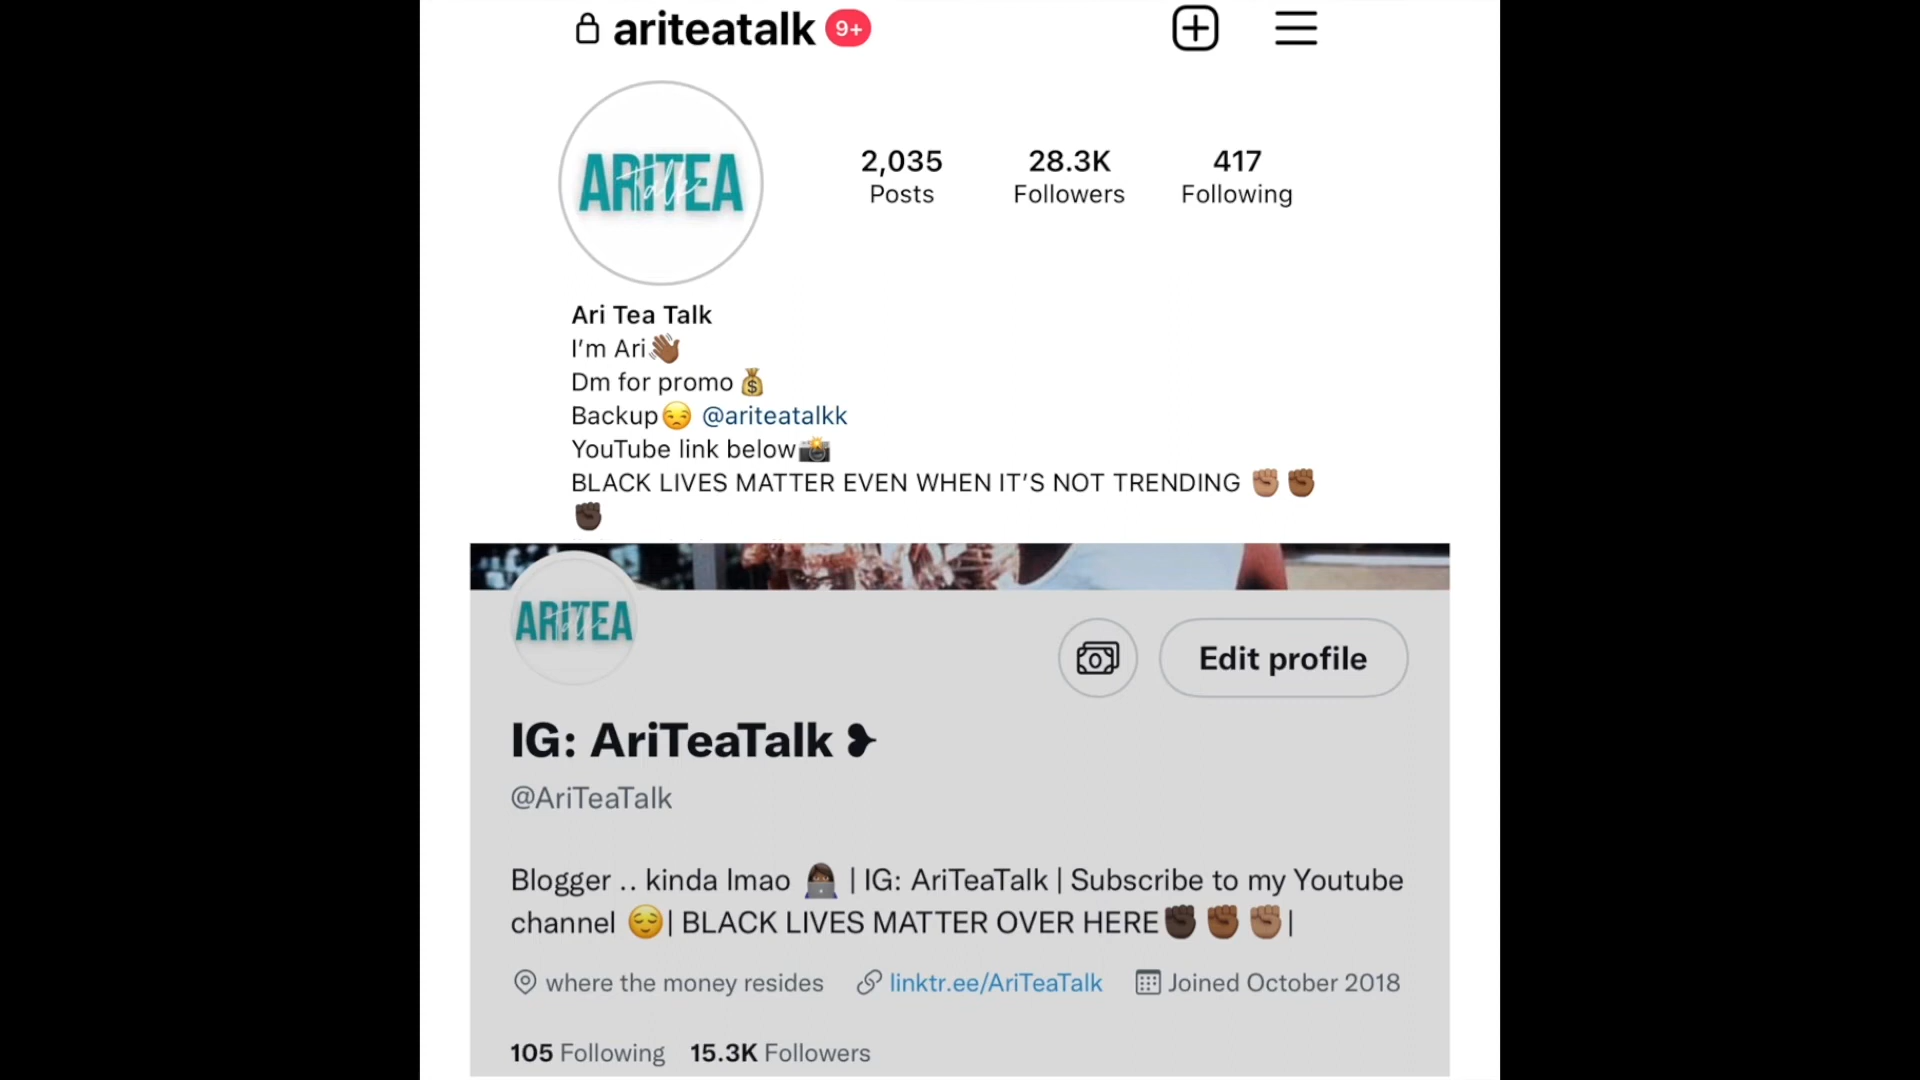 ariteatalk 9+
ARITEA
Talk
2,035 28.3K 417
Posts Followers Following
Ari Tea Talk
I'm Ari👋🏾
Dm for promo💰
Backup😒 @ariteatalkk
YouTube link below📸
BLACK LIVES MATTER EVEN WHEN IT'S NOT TRENDING ✊🏽✊🏾
✊🏿
ARITEA
Talk
Edit profile
IG: AriTeaTalk ❥
@AriTeaTalk
Blogger .. kinda lmao 👩🏾‍💻 | IG: AriTeaTalk | Subscribe to my Youtube
channel 😌| BLACK LIVES MATTER OVER HERE✊🏿✊🏾✊🏽|
where the money resides linktr.ee/AriTeaTalk Joined October 2018
105 Following 15.3K Followers